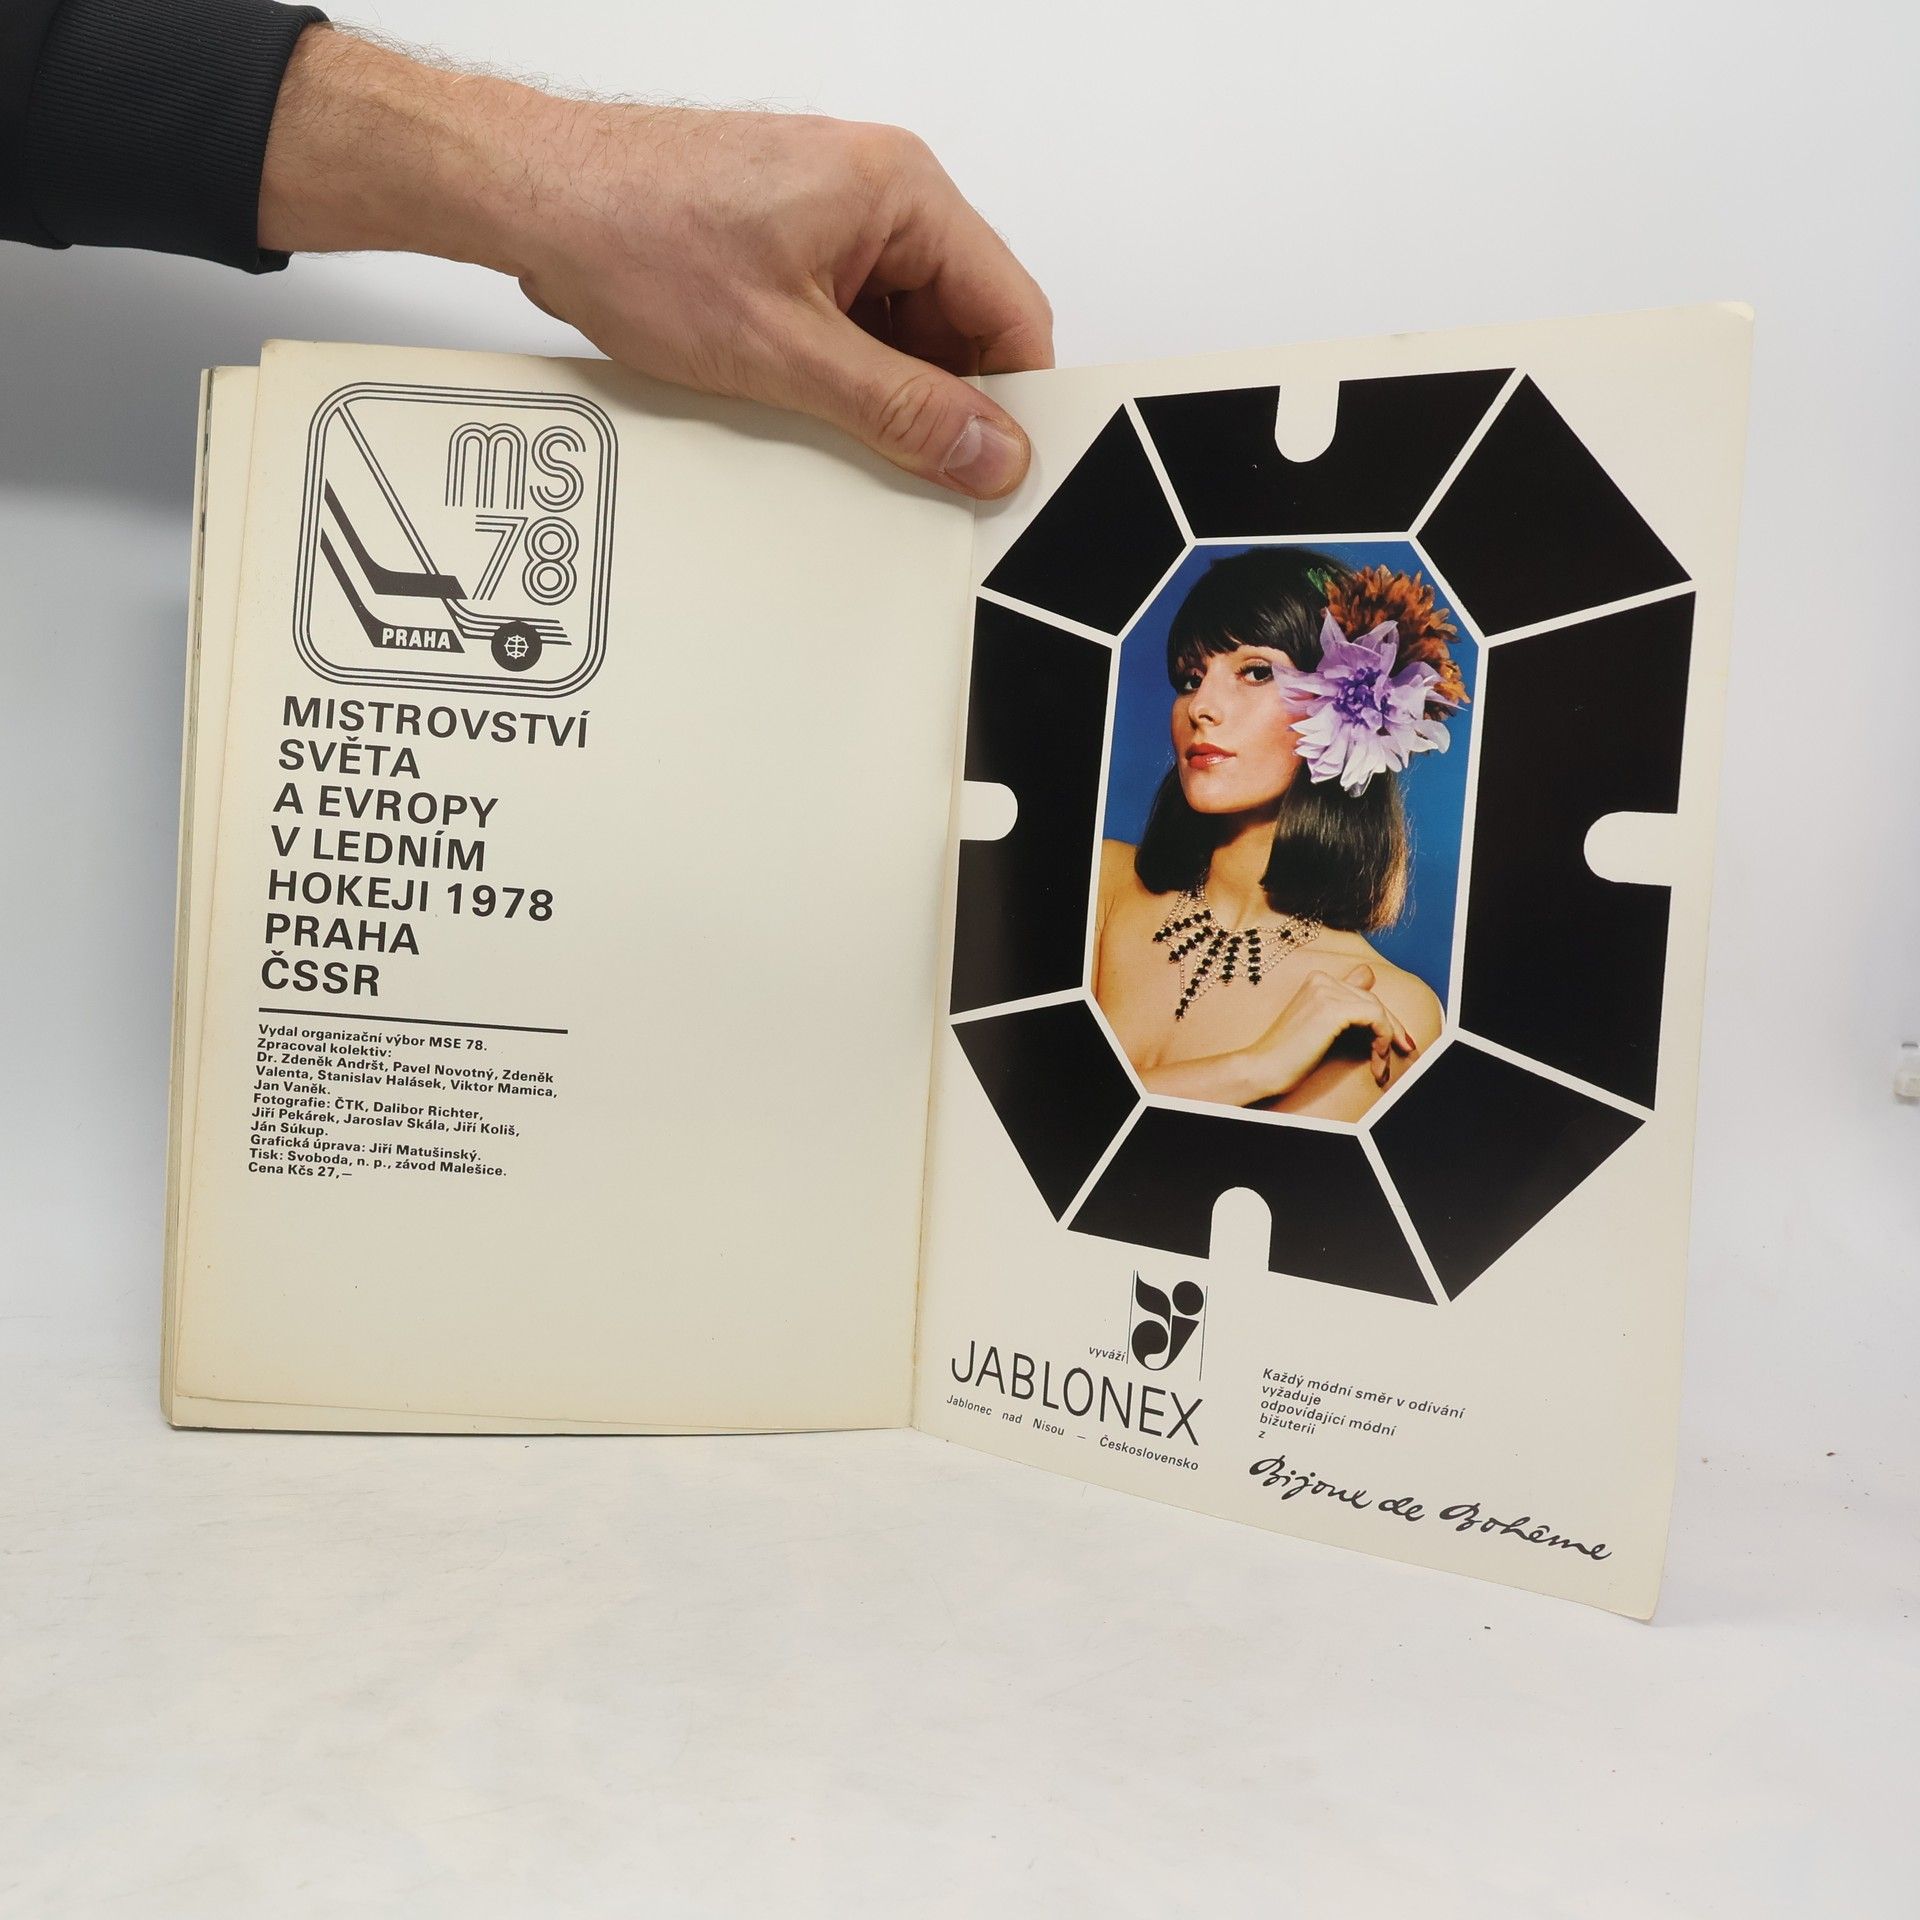 MS
78
PRAHA
MISTROVSTVÍ
SVĚTA
A EVROPY
V LEDNÍM
HOKEJI 1978
PRAHA
ČSSR
Vydal organizační výbor MSE 78.
Zpracoval kolektiv:
Dr. Zdeněk Andršt, Pavel Novotný, Zdeněk
Valenta, Stanislav Halásek, Viktor Mamica,
Jan Vaněk.
Fotografie: ČTK, Dalibor Richter,
Jiří Pekárek, Jaroslav Skála, Jiří Koliš,
Ján Súkup.
Grafická úprava: Jiří Matušinský.
Tisk: Svoboda, n. p., závod Malešice.
Cena Kčs 27,—
vyváží
JABLONEX
Jablonec nad Nisou — Československo
Každý módní směr v odívání
vyžaduje
odpovídající módní
bižuterii
z
Bijoux de Bohême